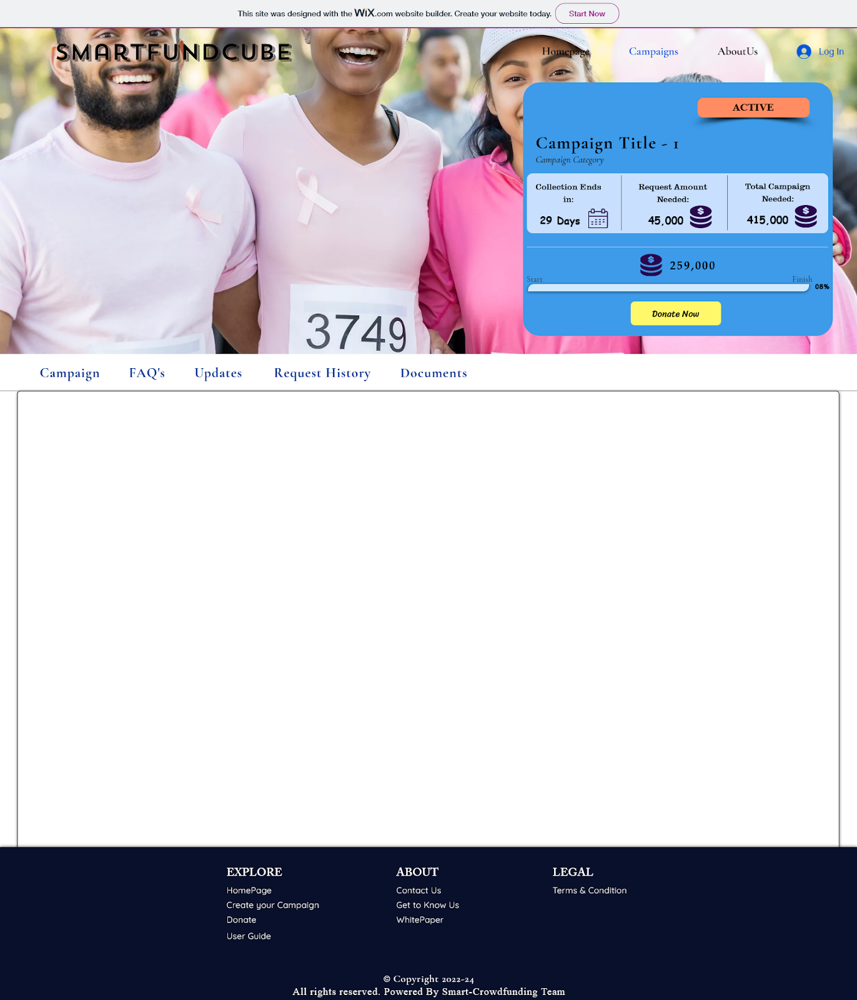 This site was designed with the WiX.com website builder. Create your website today. Start Now
SMARTFUNDCUBE
Homepage Campaigns AboutUs Log In
ACTIVE
Campaign Title - 1
Campaign Category
Collection Ends in:
29 Days
Request Amount Needed:
45,000
Total Campaign Needed:
415,000
259,000
Start Finish
08%
Donate Now
3749
Campaign FAQ's Updates Request History Documents
EXPLORE
HomePage
Create your Campaign
Donate
User Guide
ABOUT
Contact Us
Get to Know Us
WhitePaper
LEGAL
Terms & Condition
© Copyright 2022-24
All rights reserved. Powered By Smart-Crowdfunding Team